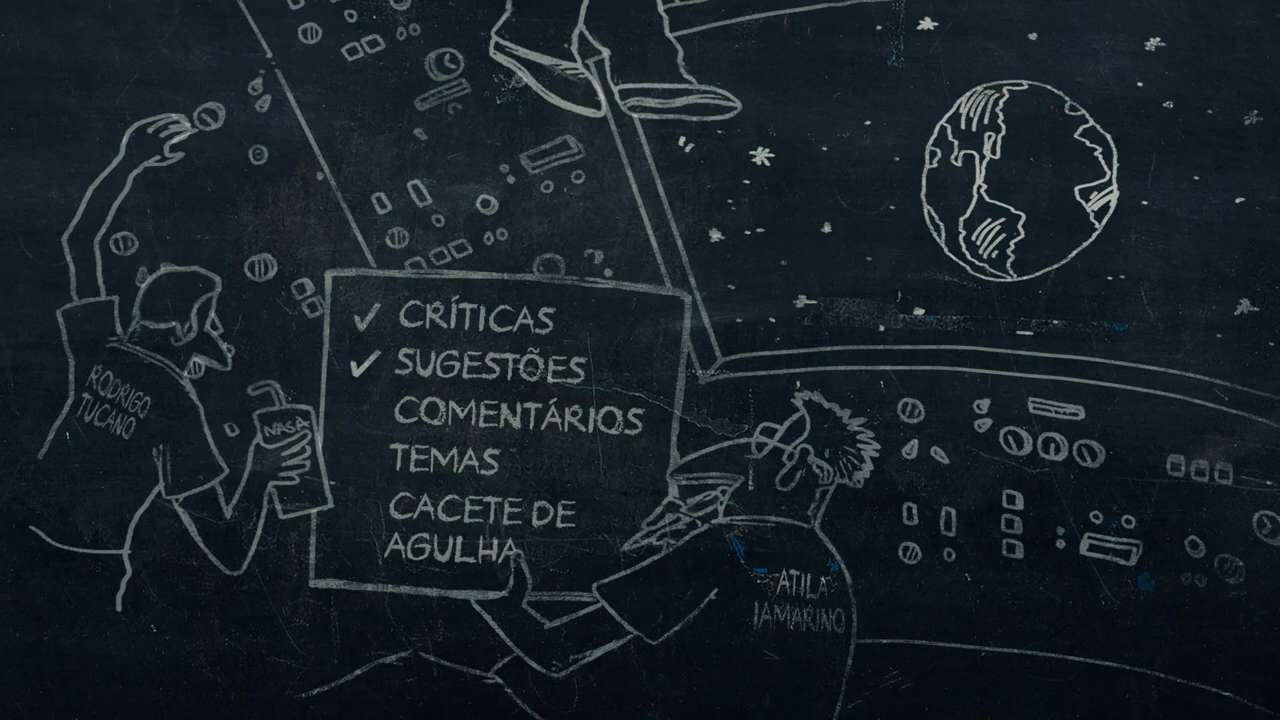 CRÍTICAS
SUGESTÕES
COMENTÁRIOS
TEMAS
CACETE DE
AGULHA
RODRIGO
TUCANO
NASA
ATILA
IAMARINO